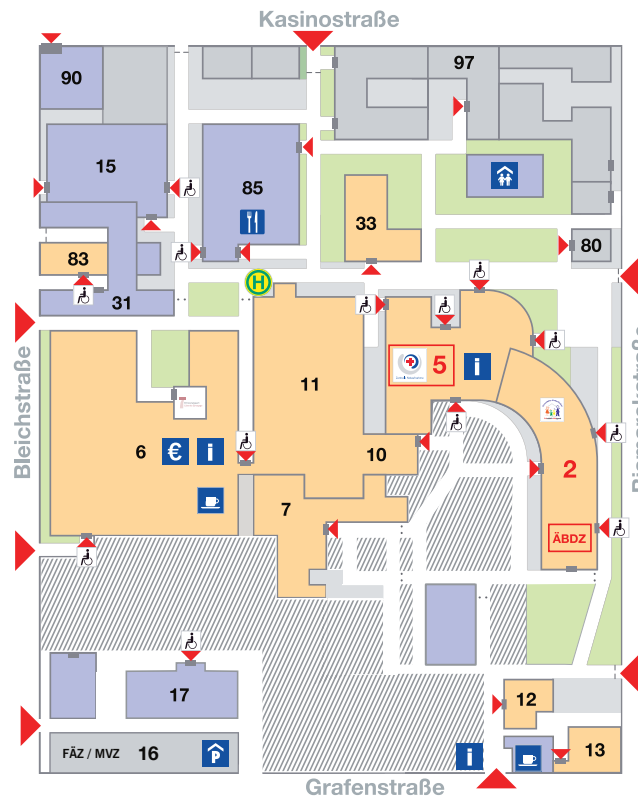 Kasinostraße
97
90
15
85
33
80
83
31
H
5
i
11
6
€
i
10
2
7
ÄBDZ
12
17
FÄZ / MVZ
16
P
i
13
Bleichstraße
Grafenstraße